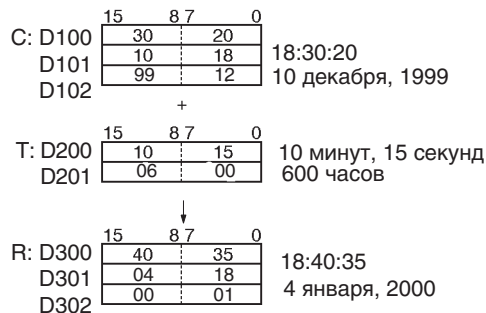 15 8 7 0
C: D100 30 20
D101 10 18 18:30:20
D102 99 12 10 декабря, 1999
+
15 8 7 0
T: D200 10 15 10 минут, 15 секунд
D201 06 00 600 часов
15 8 7 0
R: D300 40 35 18:40:35
D301 04 18 4 января, 2000
D302 00 01